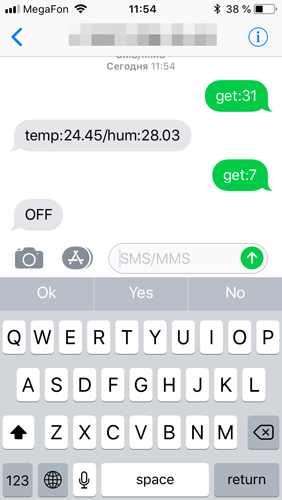 MegaFon 11:54 38 %
SMS/MMS
Сегодня 11:54
get:31
temp:24.45/hum:28.03
get:7
OFF
SMS/MMS
Ok Yes No
Q W E R T Y U I O P
A S D F G H J K L
Z X C V B N M
123 space return